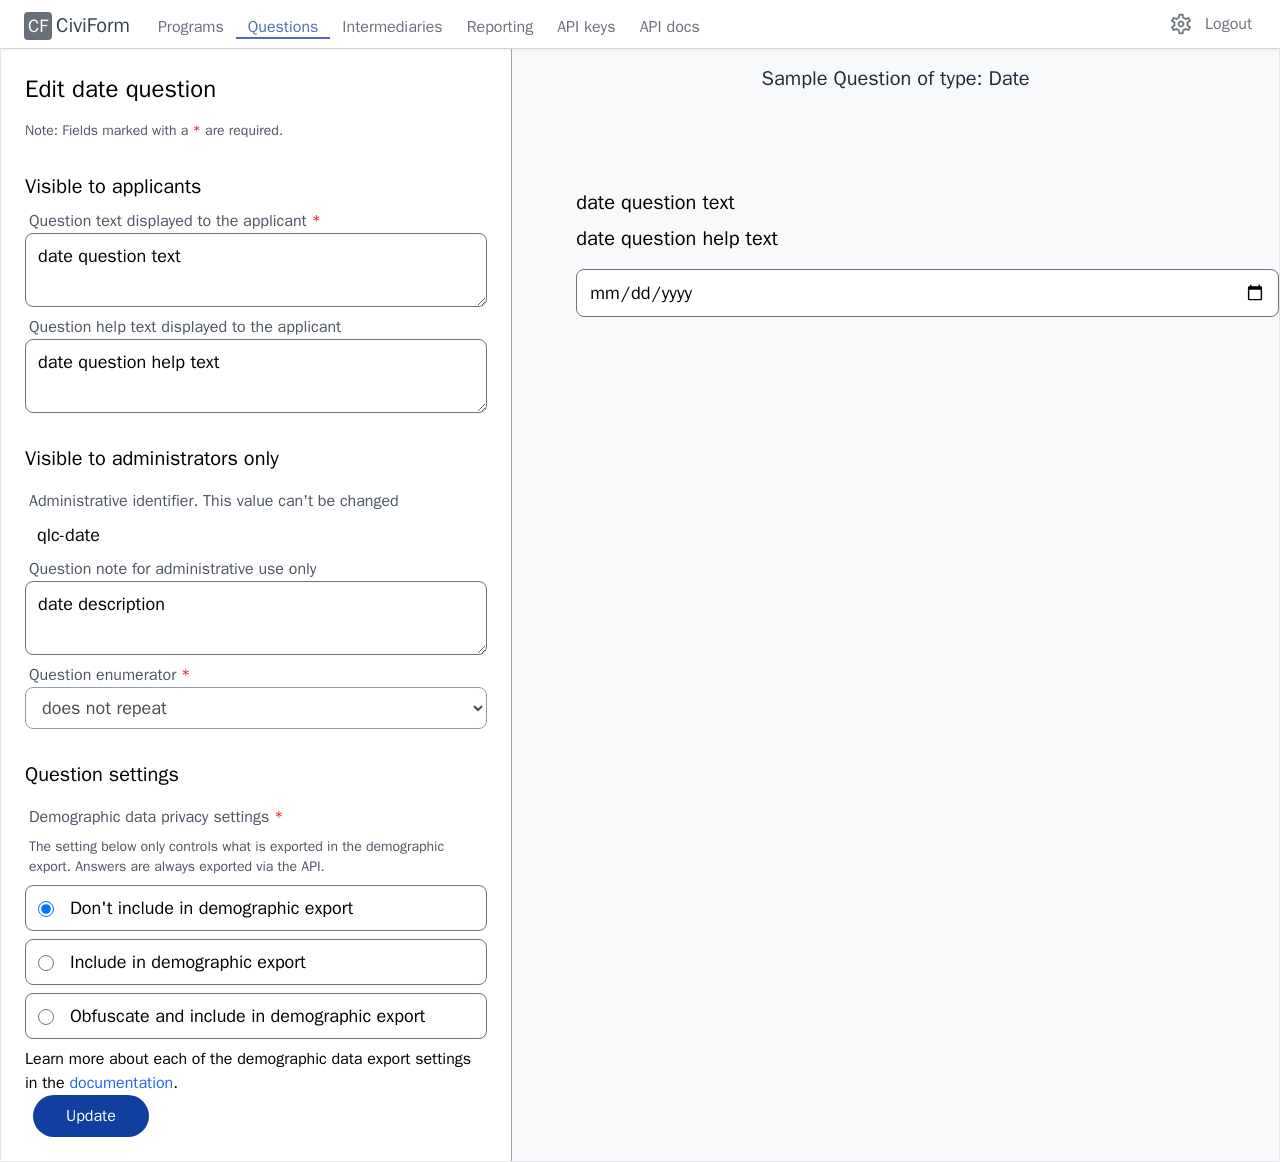 CF CiviForm Programs Questions Intermediaries Reporting API keys API docs Logout
Edit date question
Note: Fields marked with a * are required.
Visible to applicants
Question text displayed to the applicant *
date question text
Question help text displayed to the applicant
date question help text
Visible to administrators only
Administrative identifier. This value can't be changed
qlc-date
Question note for administrative use only
date description
Question enumerator *
does not repeat
Question settings
Demographic data privacy settings *
The setting below only controls what is exported in the demographic
export. Answers are always exported via the API.
Don't include in demographic export
Include in demographic export
Obfuscate and include in demographic export
Learn more about each of the demographic data export settings
in the documentation.
Update
Sample Question of type: Date
date question text
date question help text
mm/dd/yyyy